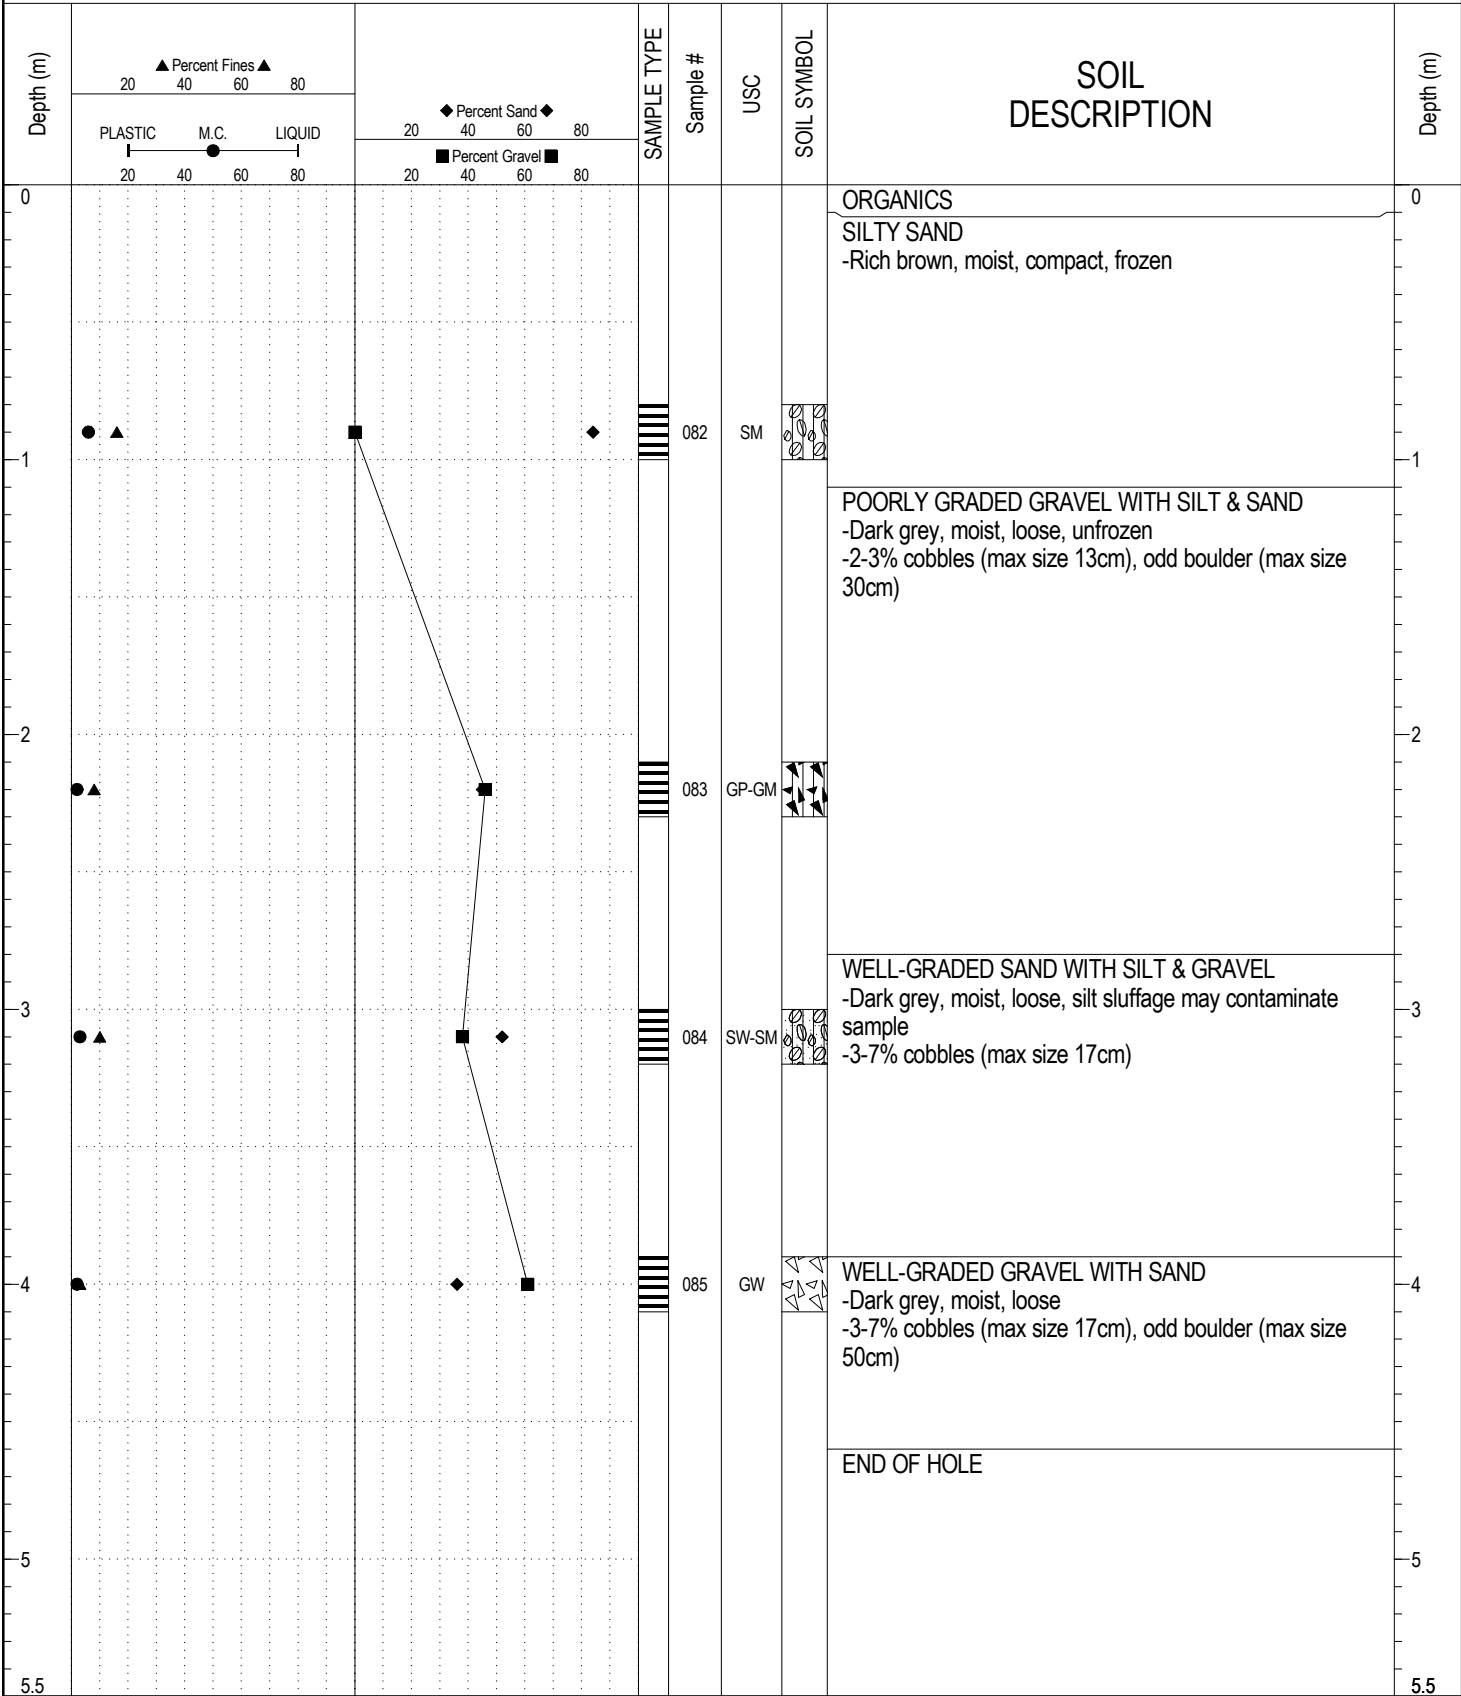 Depth (m)
▲ Percent Fines ▲
20 40 60 80
PLASTIC M.C. LIQUID
20 40 60 80
◆ Percent Sand ◆
20 40 60 80
■ Percent Gravel ■
20 40 60 80
SAMPLE TYPE
Sample #
USC
SOIL SYMBOL
SOIL
DESCRIPTION
Depth (m)
0 0
ORGANICS
SILTY SAND
-Rich brown, moist, compact, frozen
082 SM
1 1
POORLY GRADED GRAVEL WITH SILT & SAND
-Dark grey, moist, loose, unfrozen
-2-3% cobbles (max size 13cm), odd boulder (max size
30cm)
2 2
083 GP-GM
WELL-GRADED SAND WITH SILT & GRAVEL
-Dark grey, moist, loose, silt sluffage may contaminate
sample
-3-7% cobbles (max size 17cm)
3 3
084 SW-SM
WELL-GRADED GRAVEL WITH SAND
-Dark grey, moist, loose
-3-7% cobbles (max size 17cm), odd boulder (max size
50cm)
4 085 GW 4
END OF HOLE
5 5
5.5 5.5